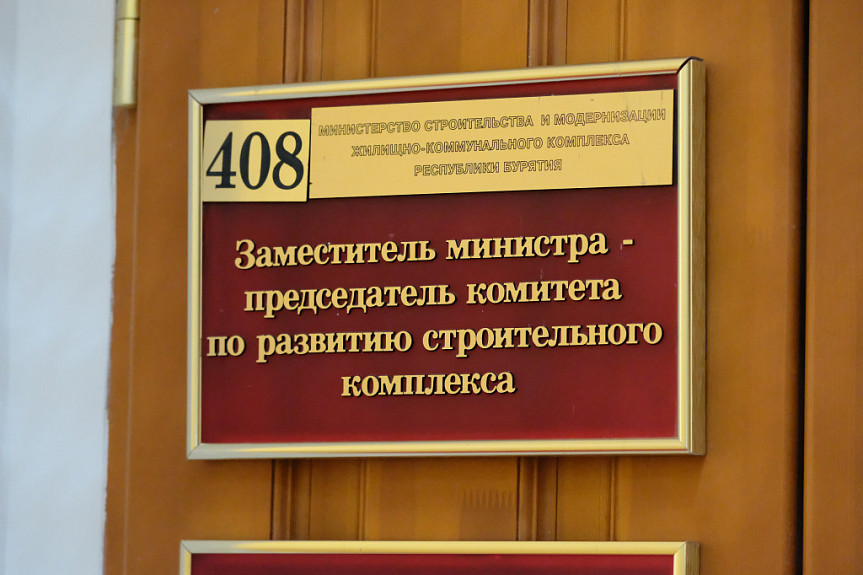 408
МИНИСТЕРСТВО СТРОИТЕЛЬСТВА И МОДЕРНИЗАЦИИ
ЖИЛИЩНО-КОММУНАЛЬНОГО КОМПЛЕКСА
РЕСПУБЛИКИ БУРЯТИЯ
Заместитель министра -
председатель комитета
по развитию строительного
комплекса